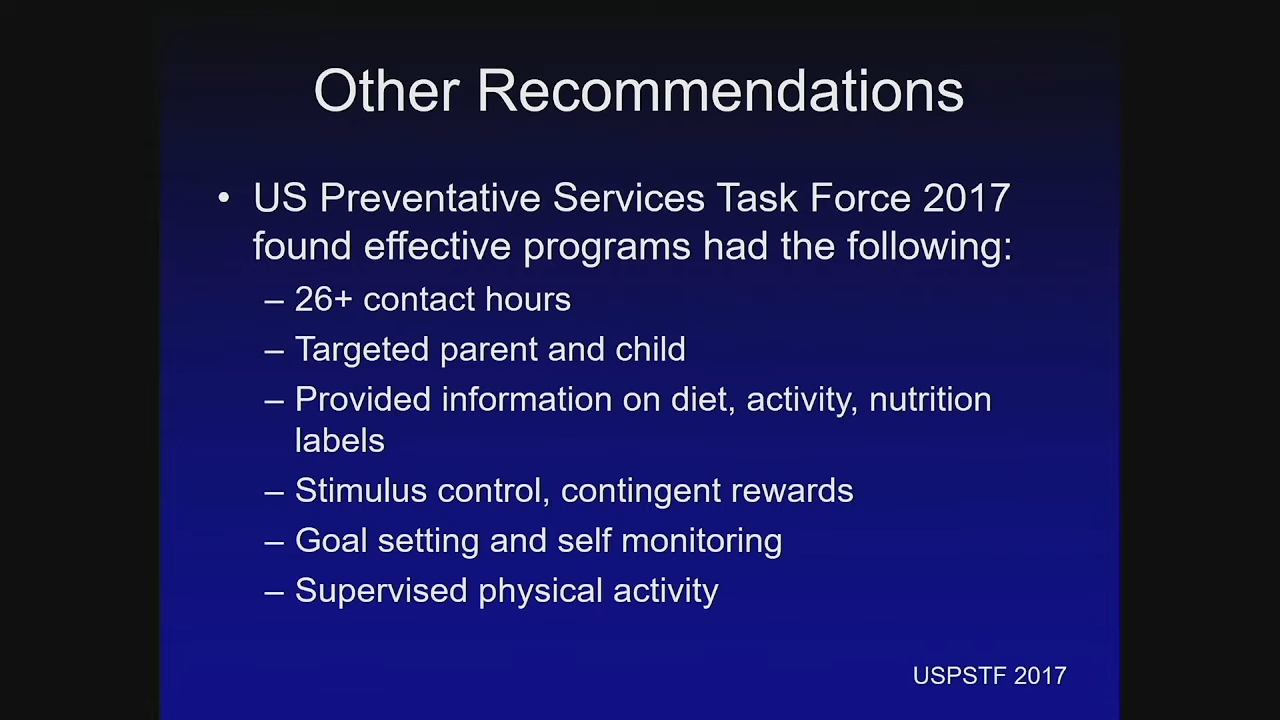 Other Recommendations
• US Preventative Services Task Force 2017
found effective programs had the following:
– 26+ contact hours
– Targeted parent and child
– Provided information on diet, activity, nutrition
labels
– Stimulus control, contingent rewards
– Goal setting and self monitoring
– Supervised physical activity
USPSTF 2017